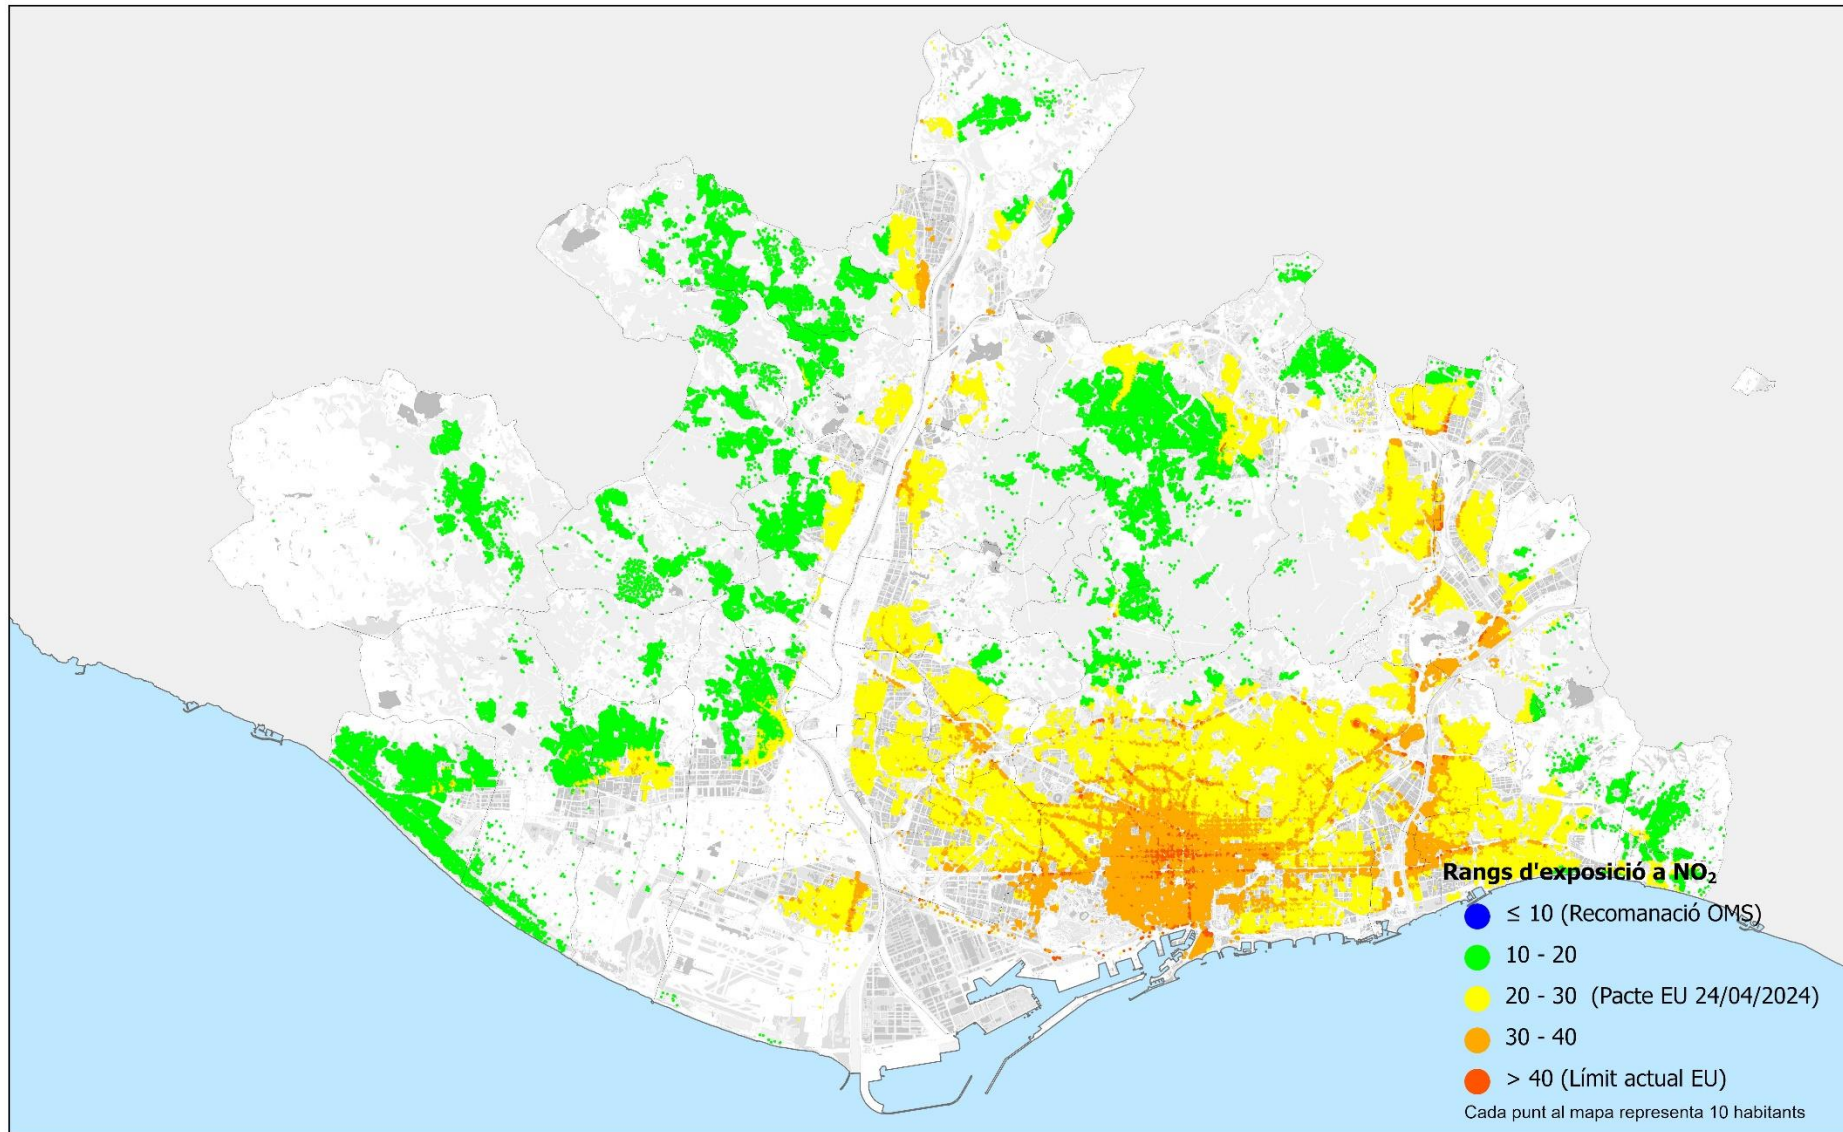 Rangs d'exposició a NO₂
≤ 10 (Recomanació OMS)
10 - 20
20 - 30 (Pacte EU 24/04/2024)
30 - 40
> 40 (Límit actual EU)
Cada punt al mapa representa 10 habitants